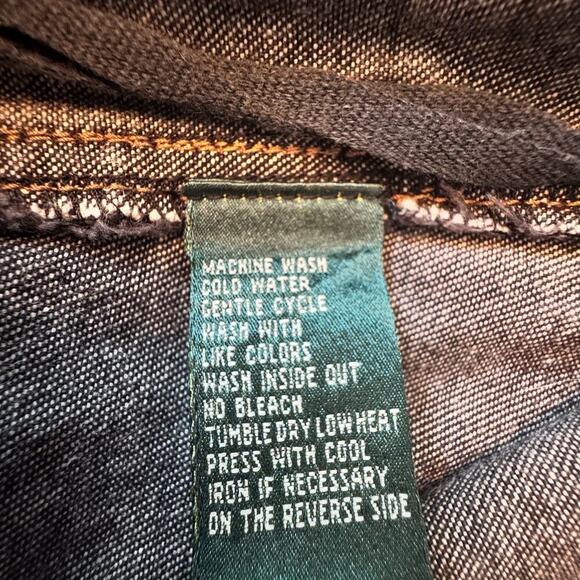 MACHINE WASH
COLD WATER
GENTLE CYCLE
WASH WITH
LIKE COLORS
WASH INSIDE OUT
NO BLEACH
TUMBLE DRY LOW HEAT
PRESS WITH COOL
IRON IF NECESSARY
ON THE REVERSE SIDE